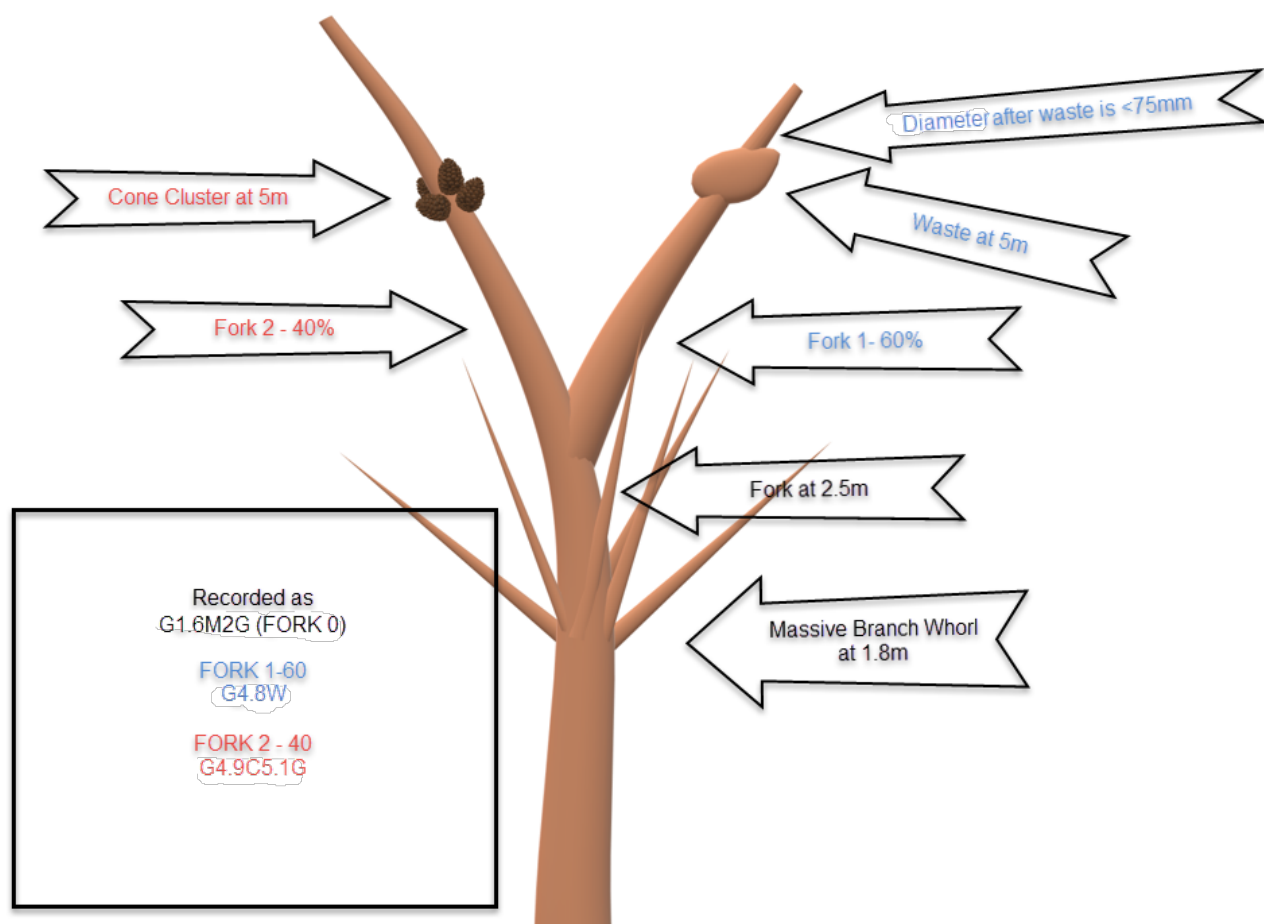 Diameter after waste is <75mm
Cone Cluster at 5m
Waste at 5m
Fork 2 - 40%
Fork 1- 60%
Fork at 2.5m
Massive Branch Whorl
at 1.8m
Recorded as
G1.6M2G (FORK 0)
FORK 1-60
G4.8W
FORK 2 - 40
G4.9C5.1G